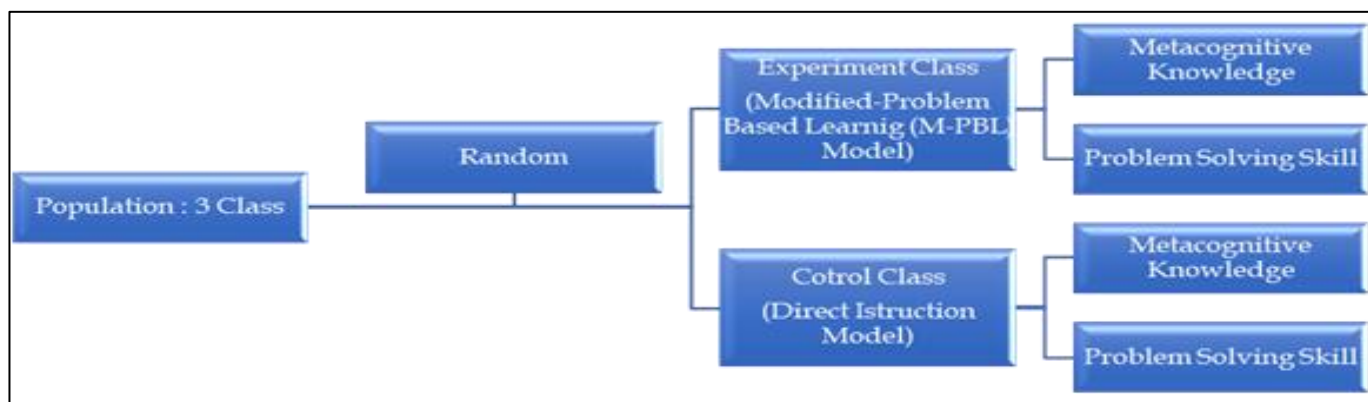 Population : 3 Class
Random
Experiment Class
(Modified-Problem
Based Learnig (M-PBL)
Model)
Metacognitive
Knowledge
Problem Solving Skill
Cotrol Class
(Direct Istruction
Model)
Metacognitive
Knowledge
Problem Solving Skill